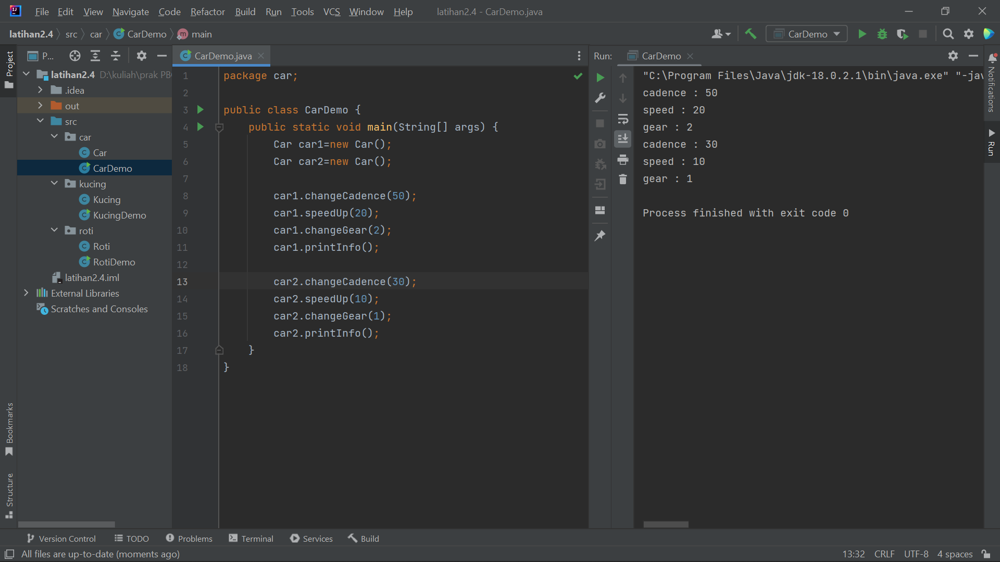 File Edit View Navigate Code Refactor Build Run Tools VCS Window Help latihan2.4 - CarDemo.java
latihan2.4 src car CarDemo main
CarDemo
Project
P...
latihan2.4 D:\kuliah\prak PB
.idea
out
src
car
Car
CarDemo
kucing
Kucing
KucingDemo
roti
Roti
RotiDemo
latihan2.4.iml
External Libraries
Scratches and Consoles
Bookmarks
Structure
CarDemo.java
1 package car;
2
3 public class CarDemo {
4 public static void main(String[] args) {
5 Car car1=new Car();
6 Car car2=new Car();
7
8 car1.changeCadence(50);
9 car1.speedUp(20);
10 car1.changeGear(2);
11 car1.printInfo();
12
13 car2.changeCadence(30);
14 car2.speedUp(10);
15 car2.changeGear(1);
16 car2.printInfo();
17 }
18 }
Run: CarDemo
"C:\Program Files\Java\jdk-18.0.2.1\bin\java.exe" "-jav
cadence : 50
speed : 20
gear : 2
cadence : 30
speed : 10
gear : 1
Process finished with exit code 0
Notifications
Run
Version Control TODO Problems Terminal Services Build
All files are up-to-date (moments ago) 13:32 CRLF UTF-8 4 spaces